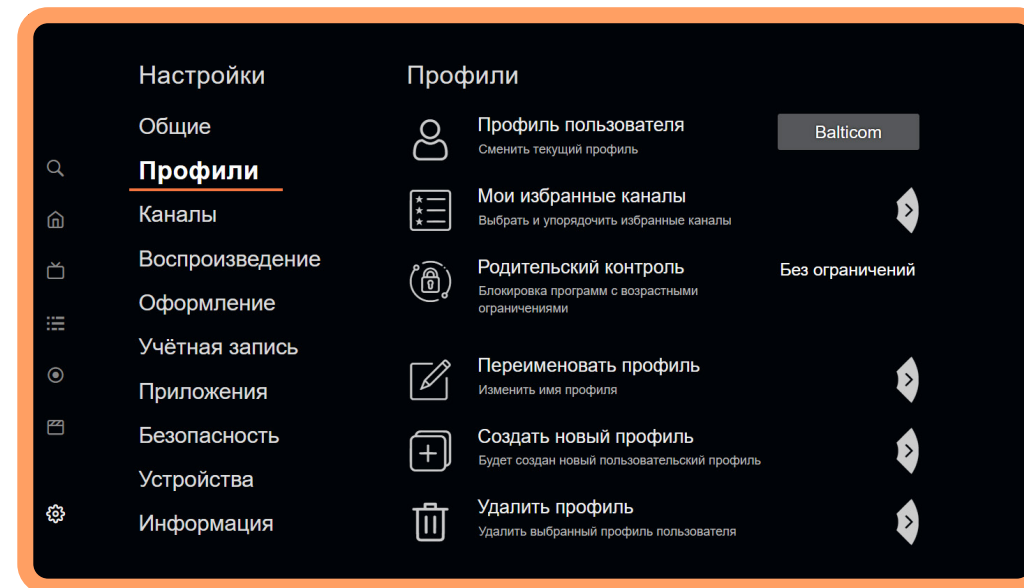 Настройки
Общие
Профили
Каналы
Воспроизведение
Оформление
Учётная запись
Приложения
Безопасность
Устройства
Информация
Профили
Профиль пользователя
Сменить текущий профиль
Balticom
Мои избранные каналы
Выбрать и упорядочить избранные каналы
Родительский контроль
Блокировка программ с возрастными
ограничениями
Без ограничений
Переименовать профиль
Изменить имя профиля
Создать новый профиль
Будет создан новый пользовательский профиль
Удалить профиль
Удалить выбранный профиль пользователя